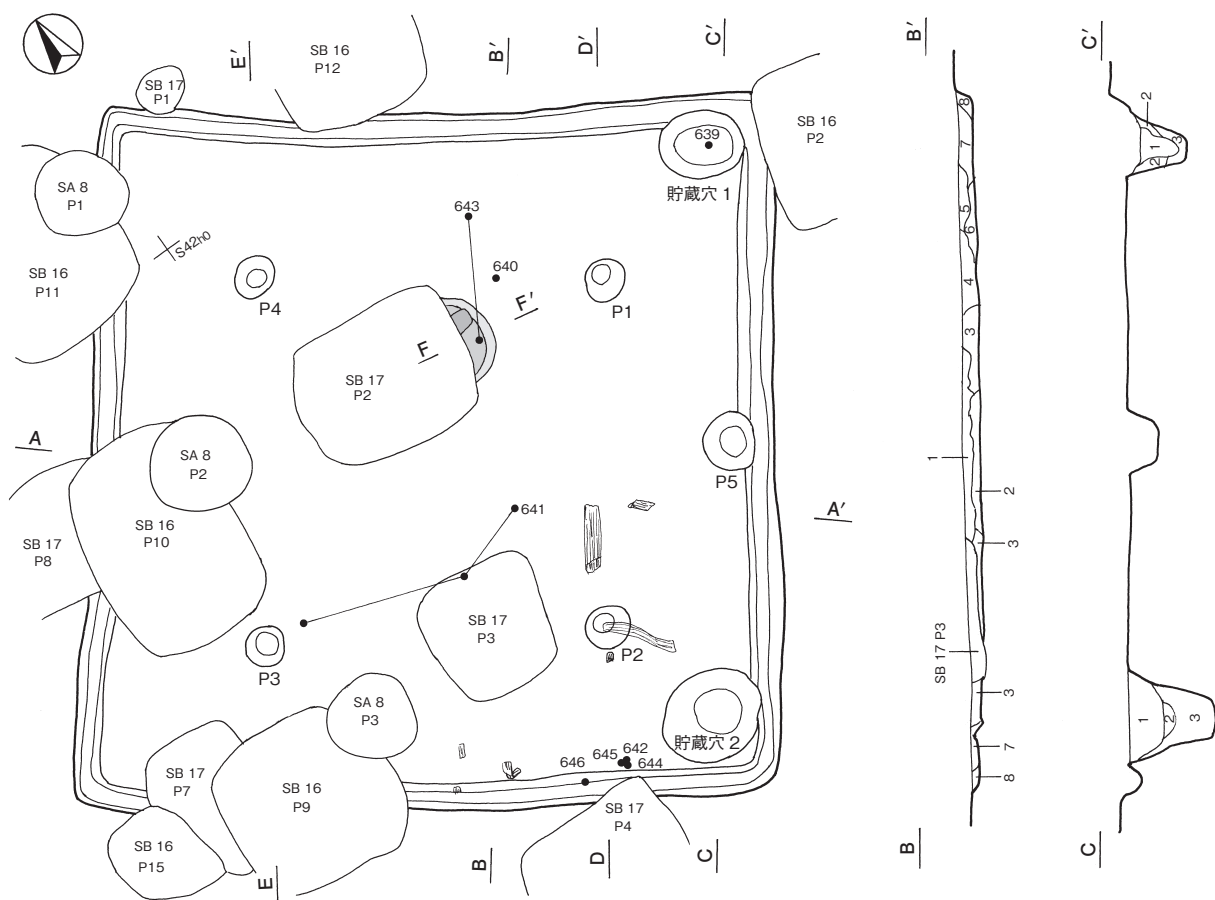 E′
B′
D′
C′
B′
C′
SB 16
P12
SB 17
P1
SB 16
P2
639
貯蔵穴 1
SA 8
P1
643
S42h0
640
SB 16
P11
P4
F′
P1
F
SB 17
P2
A
SA 8
P2
P5
641
A′
SB 16
P10
SB 17
P8
SB 17
P3
P2
P3
SA 8
P3
貯蔵穴 2
642
645
644
646
SB 17
P7
SB 16
P9
SB 17
P4
SB 16
P15
E
B
D
C
8
7
5
6
4
3
1
2
3
SB 17 P3
3
7
8
B
2
1
3
2
1
2
3
C